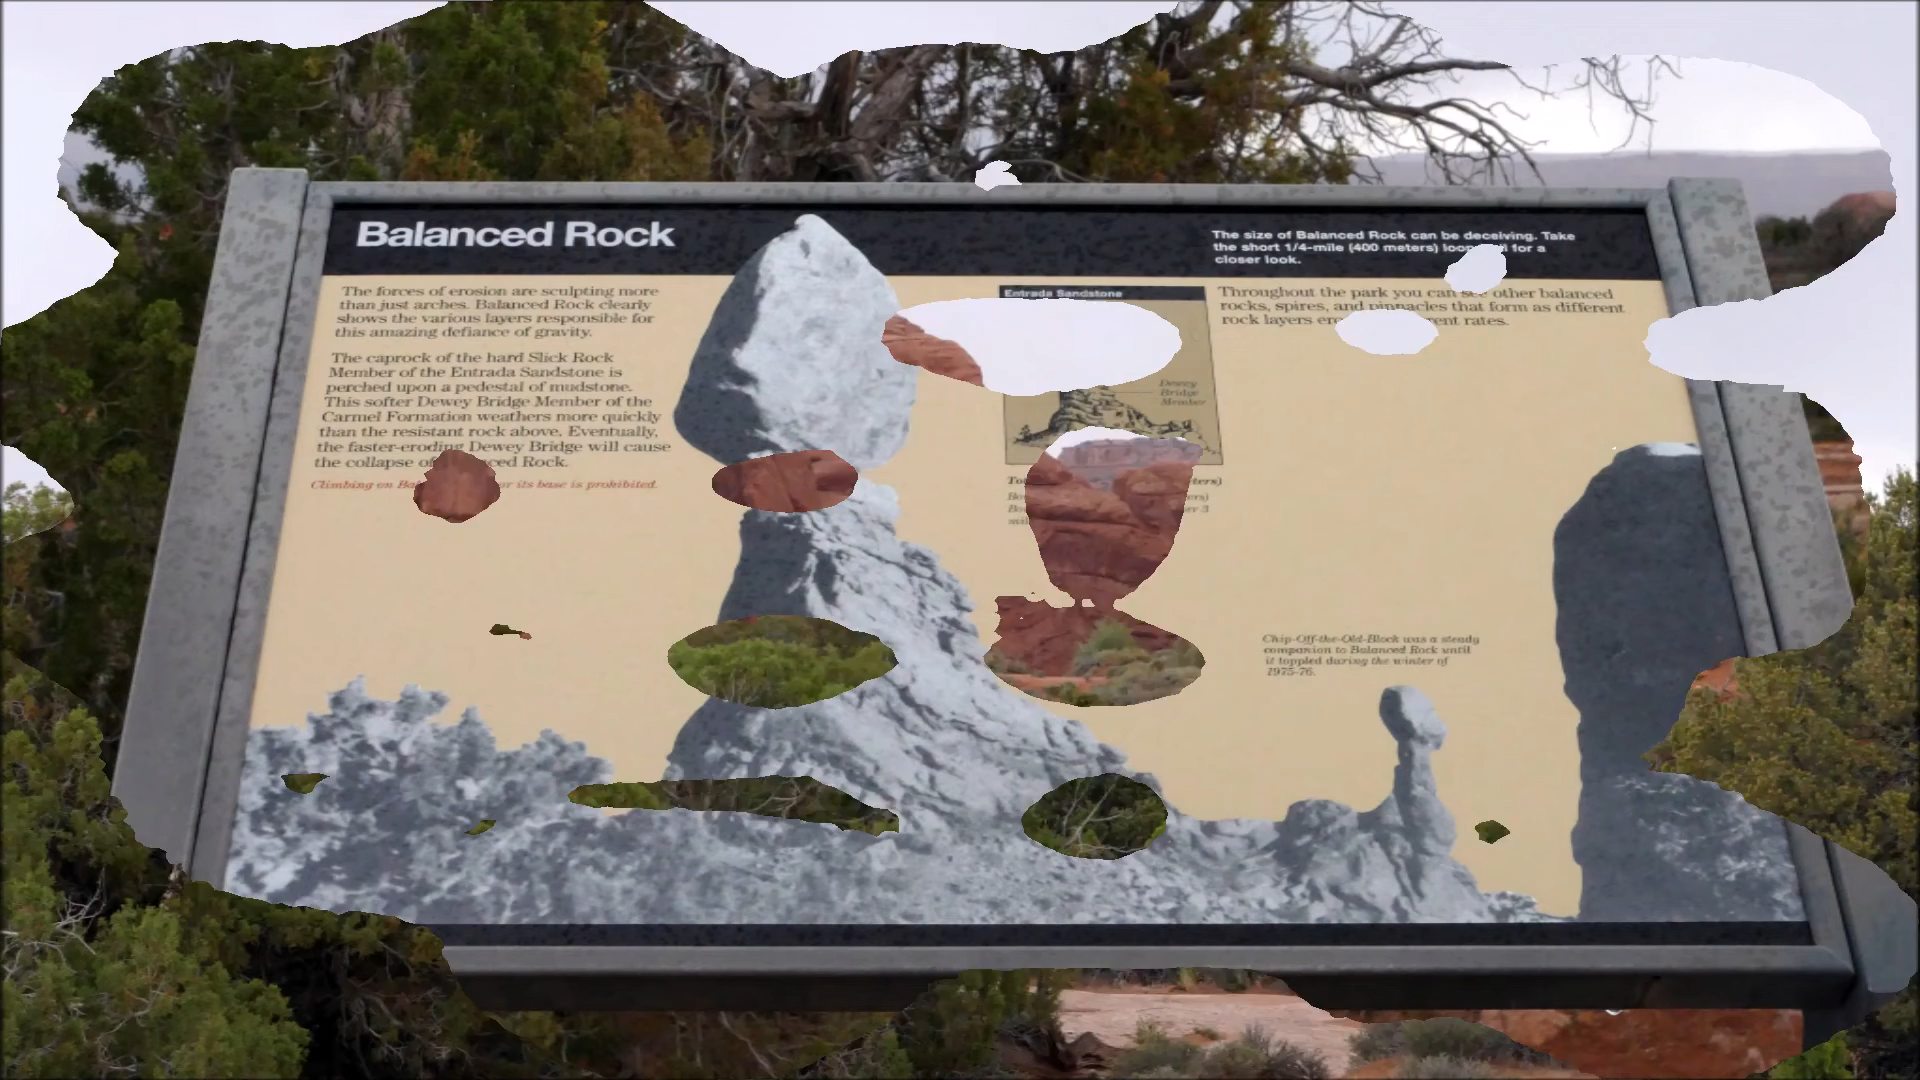 Balanced Rock
The forces of erosion are sculpting more
than just arches. Balanced Rock clearly
shows the various layers responsible for
this amazing defiance of gravity.
The caprock of the hard Slick Rock
Member of the Entrada Sandstone is
perched upon a pedestal of mudstone.
This softer Dewey Bridge Member of the
Carmel Formation weathers more quickly
than the resistant rock above. Eventually,
the faster-eroding Dewey Bridge will cause
the collapse of Rock.
Climbing on or its base is prohibited.
Entrada Sandstone
Dewey
Bridge
Member
The size of Balanced Rock can be deceiving. Take
the short 1/4-mile (400 meters) for a
closer look.
Throughout the park you can see other balanced
rocks, spires, and pinnacles that form as different
rock layers rates.
Chip-Off-the-Old-Block was a steady
companion to Balanced Rock until
it toppled during the winter of
1975-76.